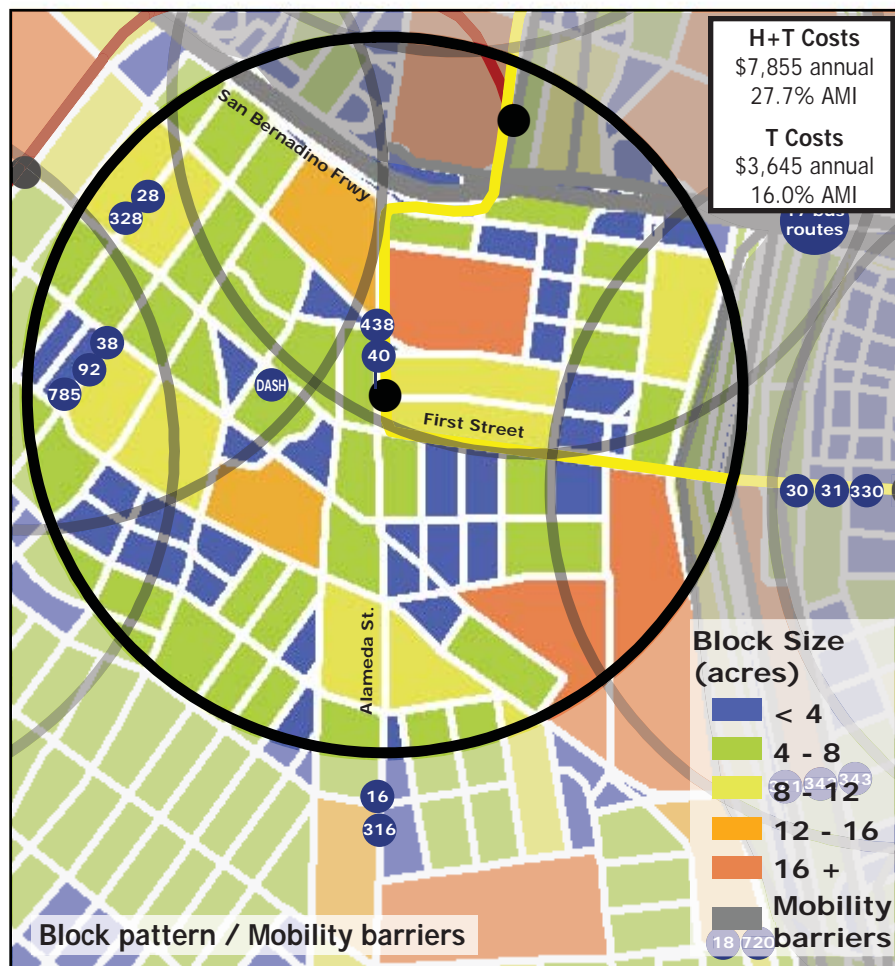 H+T Costs
$7,855 annual
27.7% AMI
T Costs
$3,645 annual
16.0% AMI
17 bus
routes
San Bernadino Frwy
28
328
438
40
38
92
785
DASH
First Street
30
31
330
Alameda St.
16
316
Block Size
(acres)
< 4
4 - 8
8 - 12
12 - 16
16 +
Mobility
barriers
343
18
720
Block pattern / Mobility barriers